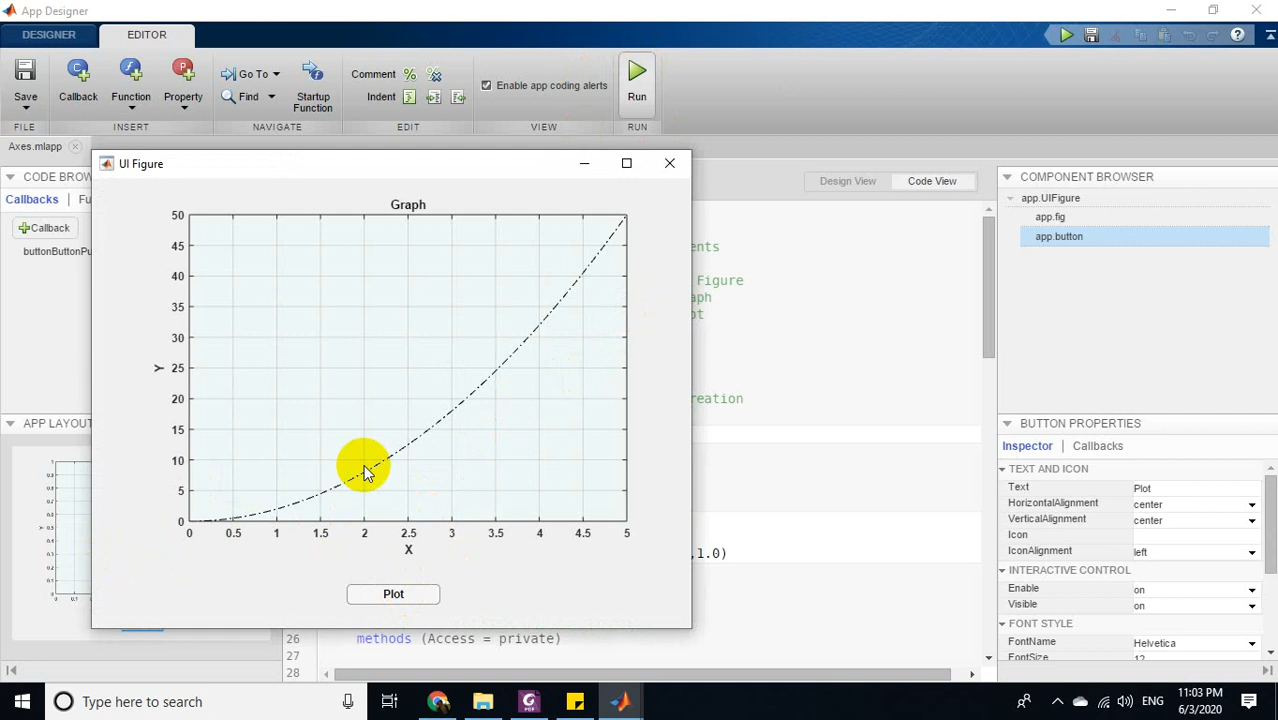 App Designer
DESIGNER
EDITOR
Save
Callback
Function
Property
Go To
Find
Startup
Function
Comment
Indent
Enable app coding alerts
Run
FILE
INSERT
NAVIGATE
EDIT
VIEW
RUN
Axes.mlapp
CODE BROW
Callbacks
Fu
Callback
buttonButtonPu
APP LAYOUT
UI Figure
Graph
50
45
40
35
30
25
20
15
10
5
0
Y
0 0.5 1 1.5 2 2.5 3 3.5 4 4.5 5
X
Plot
Design View
Code View
ents
Figure
aph
ot
reation
,1.0)
26 methods (Access = private)
27
28
COMPONENT BROWSER
app.UIFigure
app.fig
app.button
BUTTON PROPERTIES
Inspector
Callbacks
TEXT AND ICON
Text Plot
HorizontalAlignment center
VerticalAlignment center
Icon
IconAlignment left
INTERACTIVE CONTROL
Enable on
Visible on
FONT STYLE
FontName Helvetica
FontSize 12
Type here to search
ENG
11:03 PM
6/3/2020